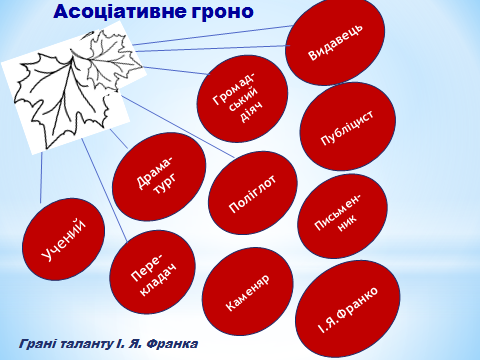 Асоціативне гроно
Видавець
Громад-
ський
діяч
Публіцист
Драма-
тург
Поліглот
Письмен-
ник
Учений
Пере-
кладач
Каменяр
І.Я.Франко
Грані таланту І. Я. Франка